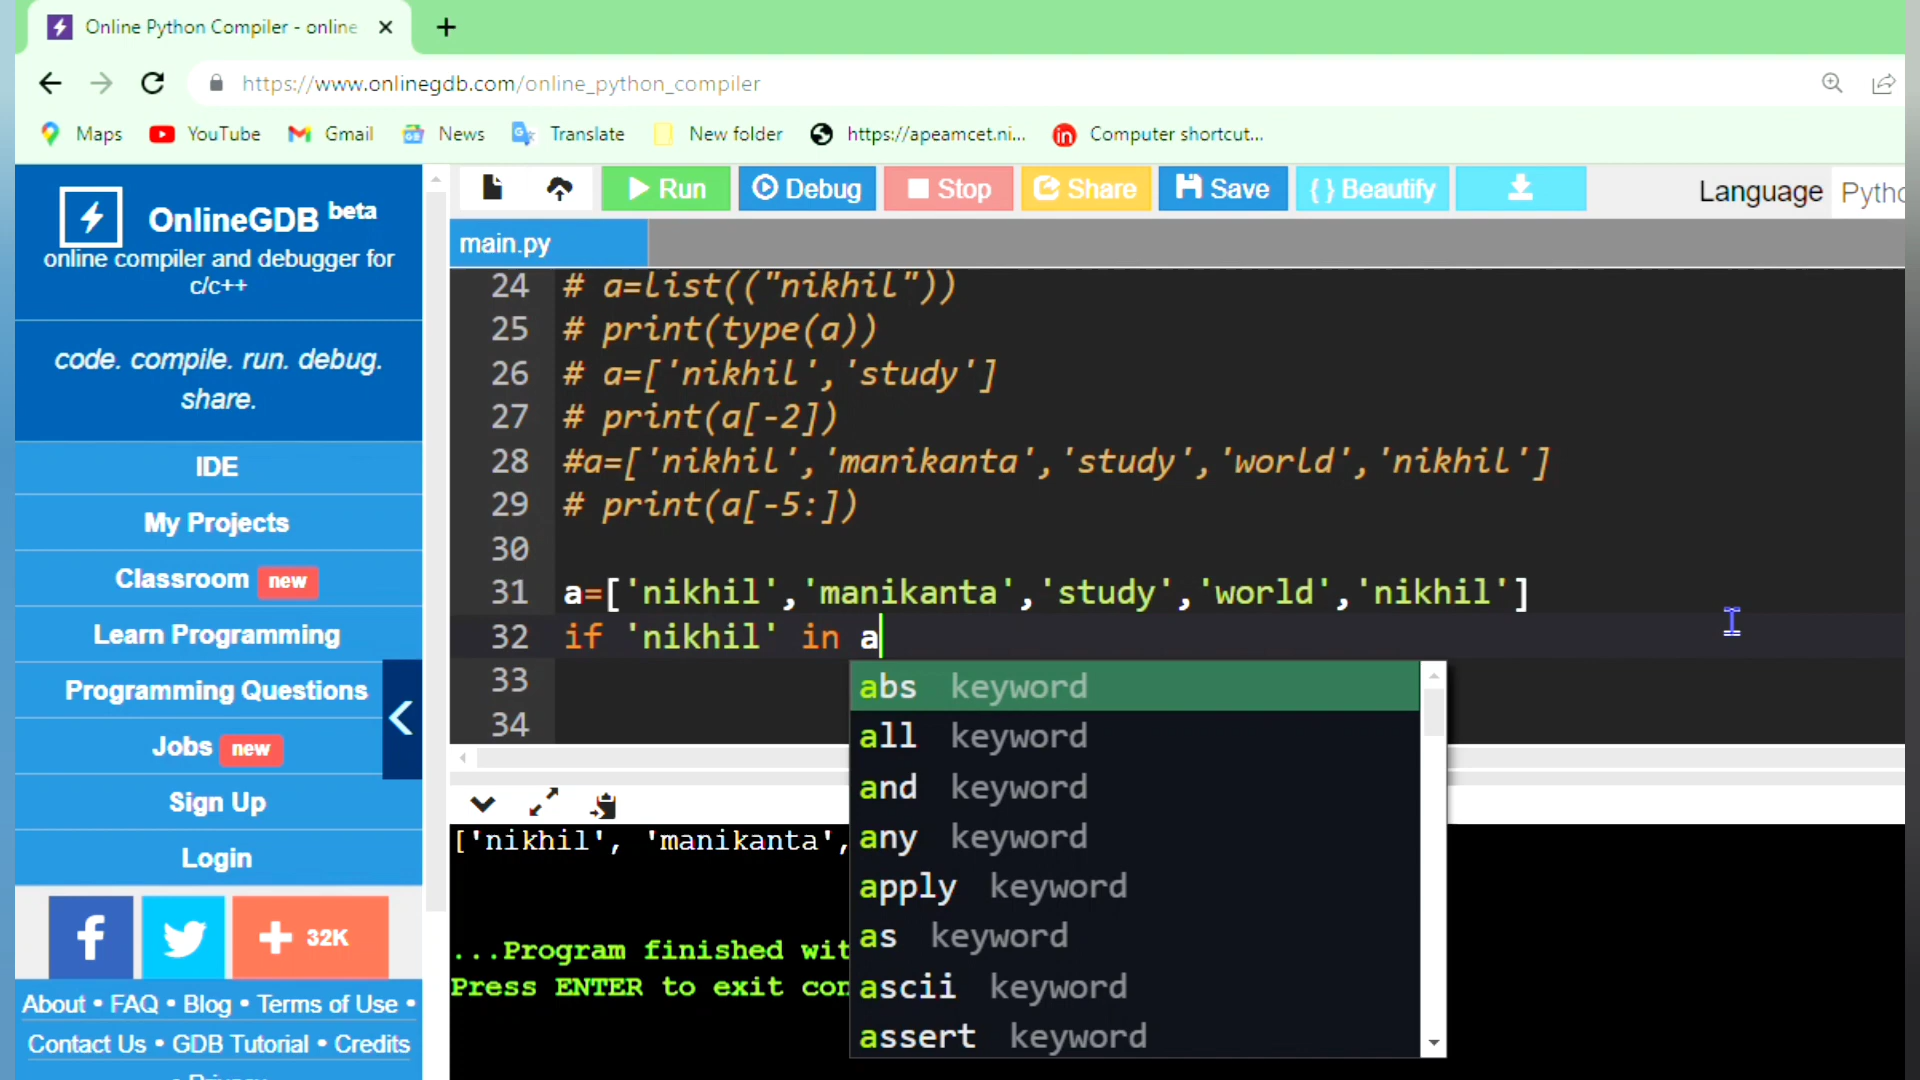 Online Python Compiler - online
https://www.onlinegdb.com/online_python_compiler
Maps YouTube Gmail News Translate New folder https://apeamcet.ni... Computer shortcut...
OnlineGDB beta
online compiler and debugger for
c/c++
code. compile. run. debug.
share.
IDE
My Projects
Classroom new
Learn Programming
Programming Questions
Jobs new
Sign Up
Login
32K
About • FAQ • Blog • Terms of Use •
Contact Us • GDB Tutorial • Credits
• Privacy
Run Debug Stop Share Save { } Beautify Language Pytho
main.py
24 # a=list(("nikhil"))
25 # print(type(a))
26 # a=['nikhil','study']
27 # print(a[-2])
28 #a=['nikhil','manikanta','study','world','nikhil']
29 # print(a[-5:])
30
31 a=['nikhil','manikanta','study','world','nikhil']
32 if 'nikhil' in a
33
34
abs keyword
all keyword
and keyword
any keyword
apply keyword
as keyword
ascii keyword
assert keyword
['nikhil', 'manikanta',
...Program finished wit
Press ENTER to exit con